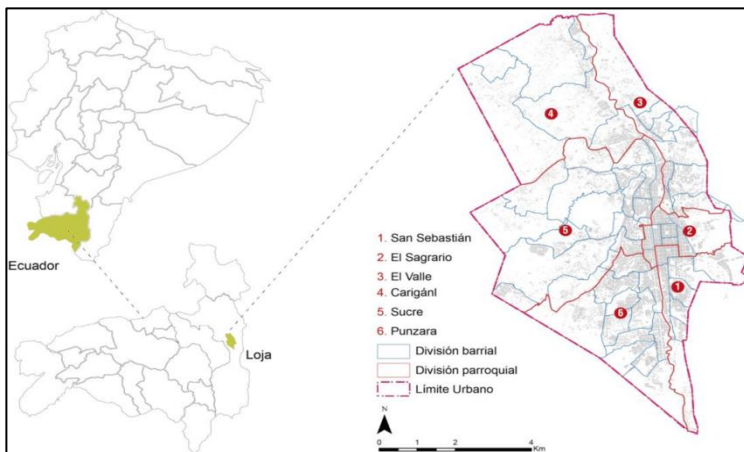 Ecuador
Loja
1. San Sebastián
2. El Sagrario
3. El Valle
4. Carigánl
5. Sucre
6. Punzara
División barrial
División parroquial
Límite Urbano
N
0 1 2 4
Km
4
3
5
2
1
6